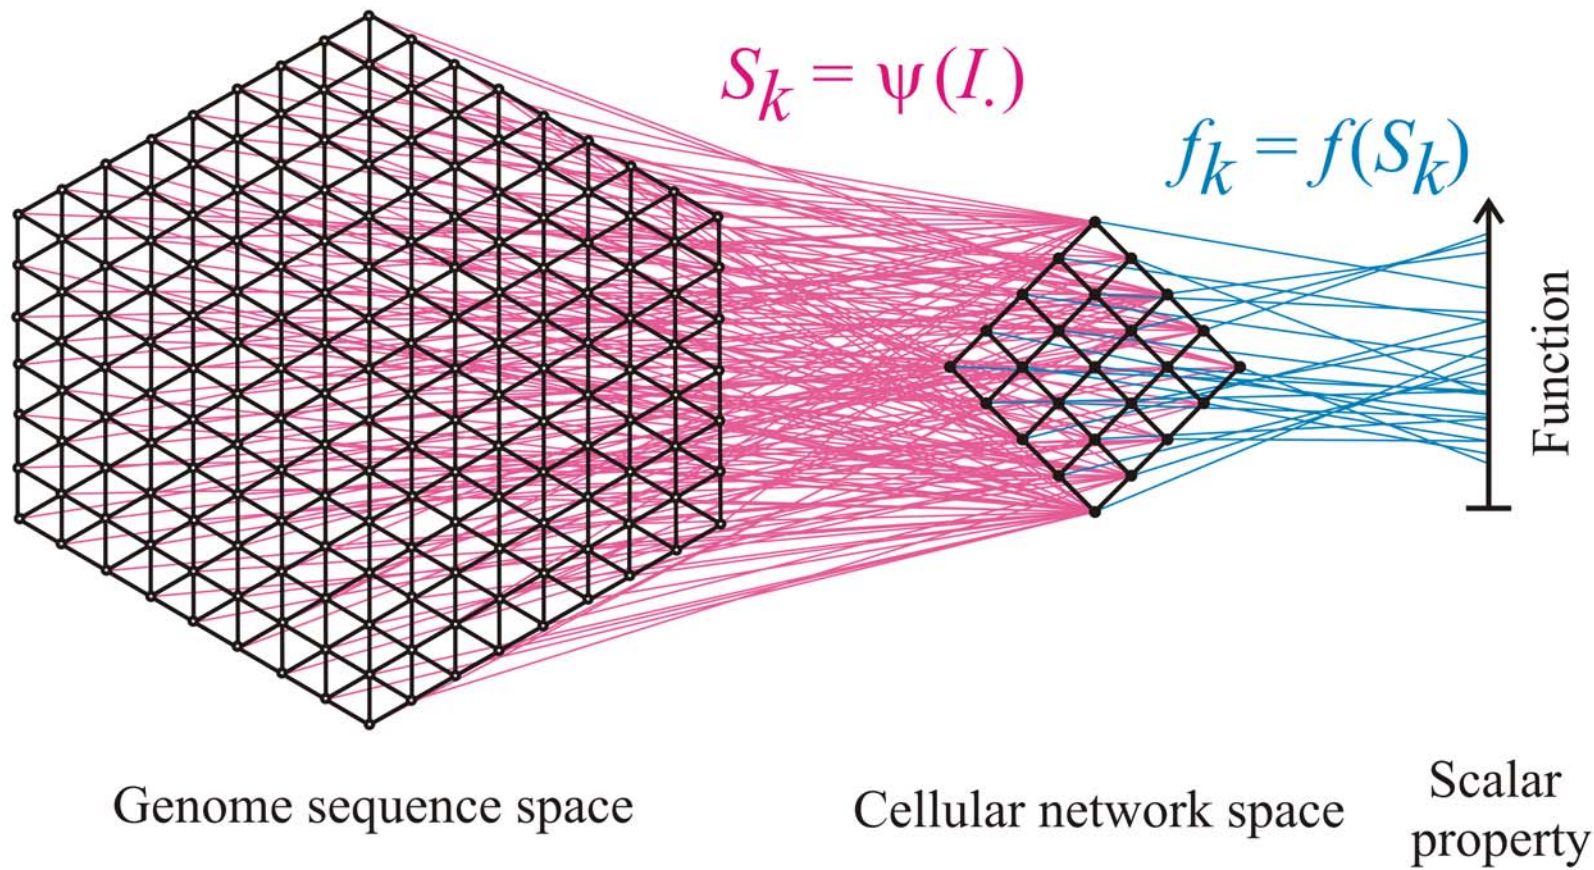 S_k = ψ(I.)
f_k = f(S_k)
Function
Genome sequence space
Cellular network space
Scalar
property